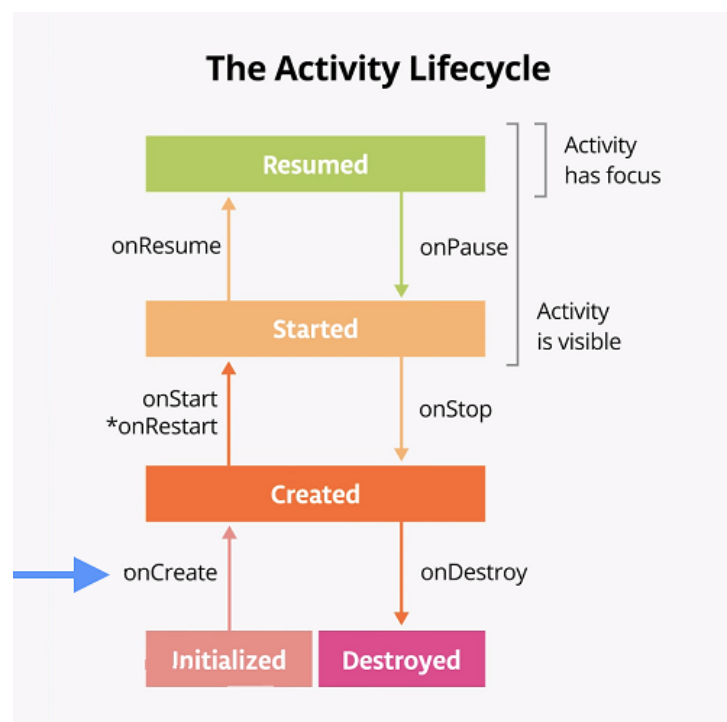 The Activity Lifecycle
Resumed
Activity
has focus
onResume
onPause
Started
Activity
is visible
onStart
*onRestart
onStop
Created
onCreate
onDestroy
Initialized
Destroyed